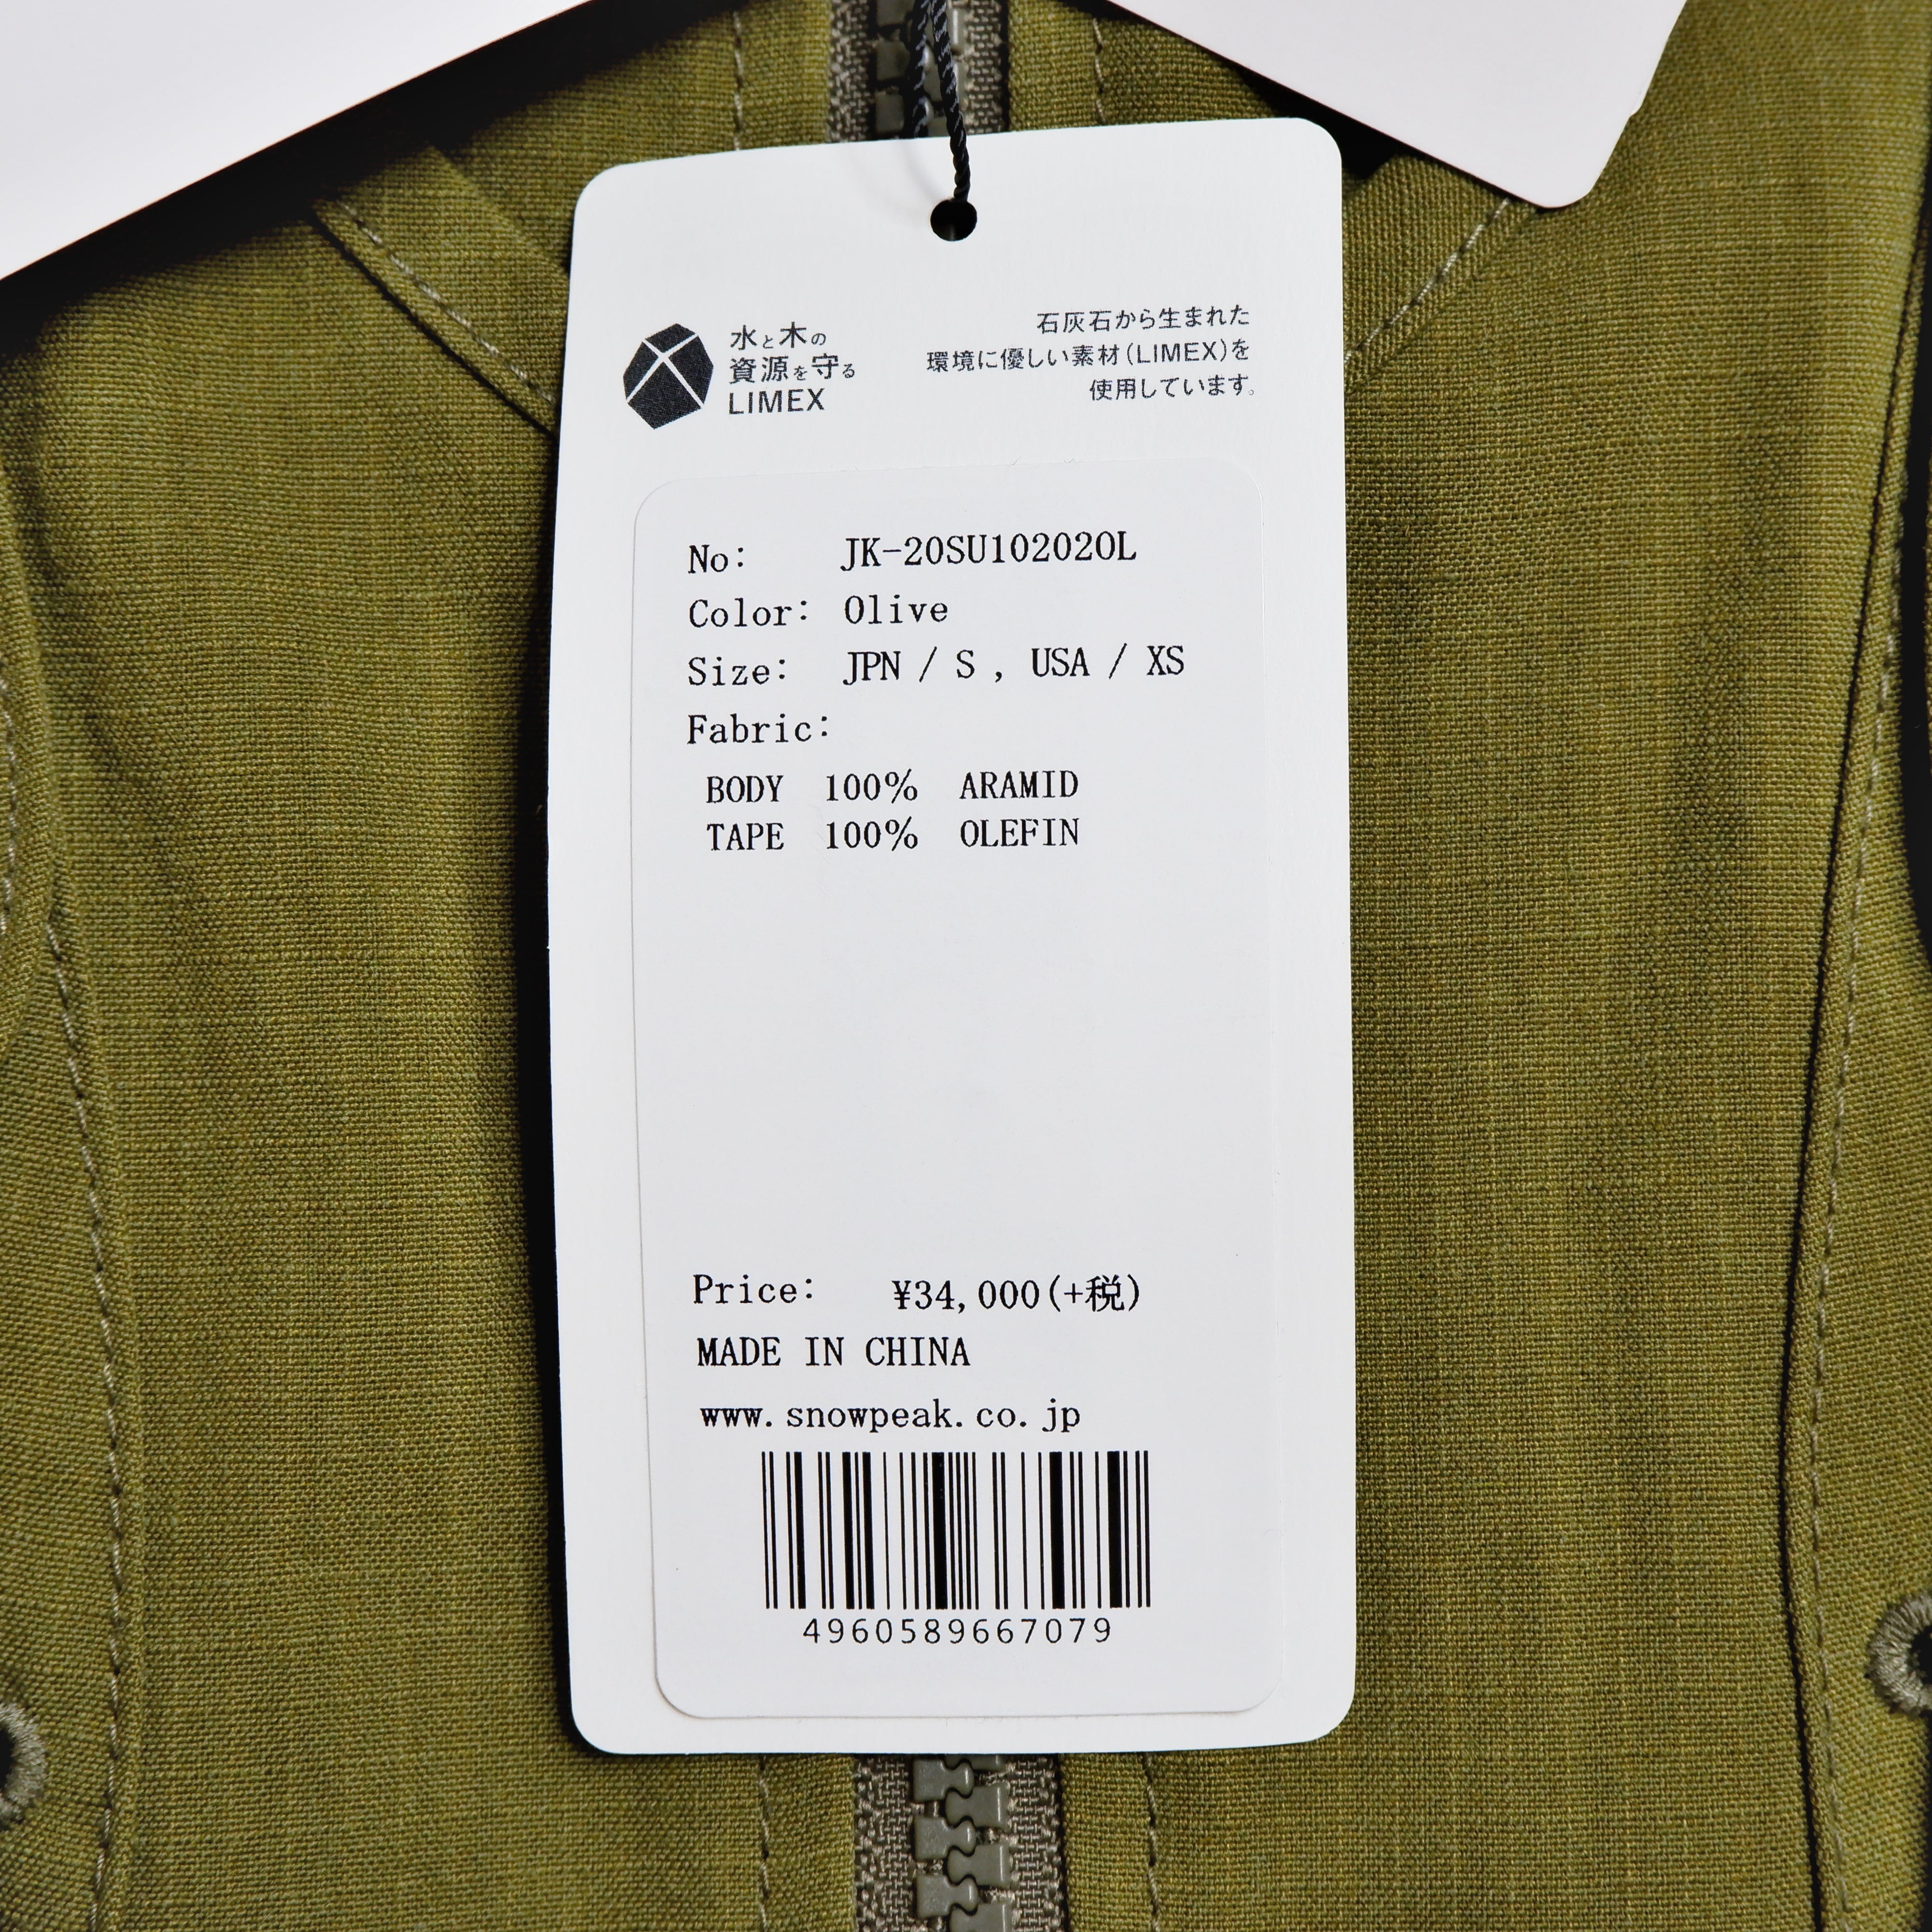 水と木の
資源を守る
LIMEX
石灰石から生まれた
環境に優しい素材(LIMEX)を
使用しています。
No: JK-20SU10202OL
Color: Olive
Size: JPN / S , USA / XS
Fabric:
BODY 100% ARAMID
TAPE 100% OLEFIN
Price: ¥34,000(+税)
MADE IN CHINA
www.snowpeak.co.jp
4960589667079